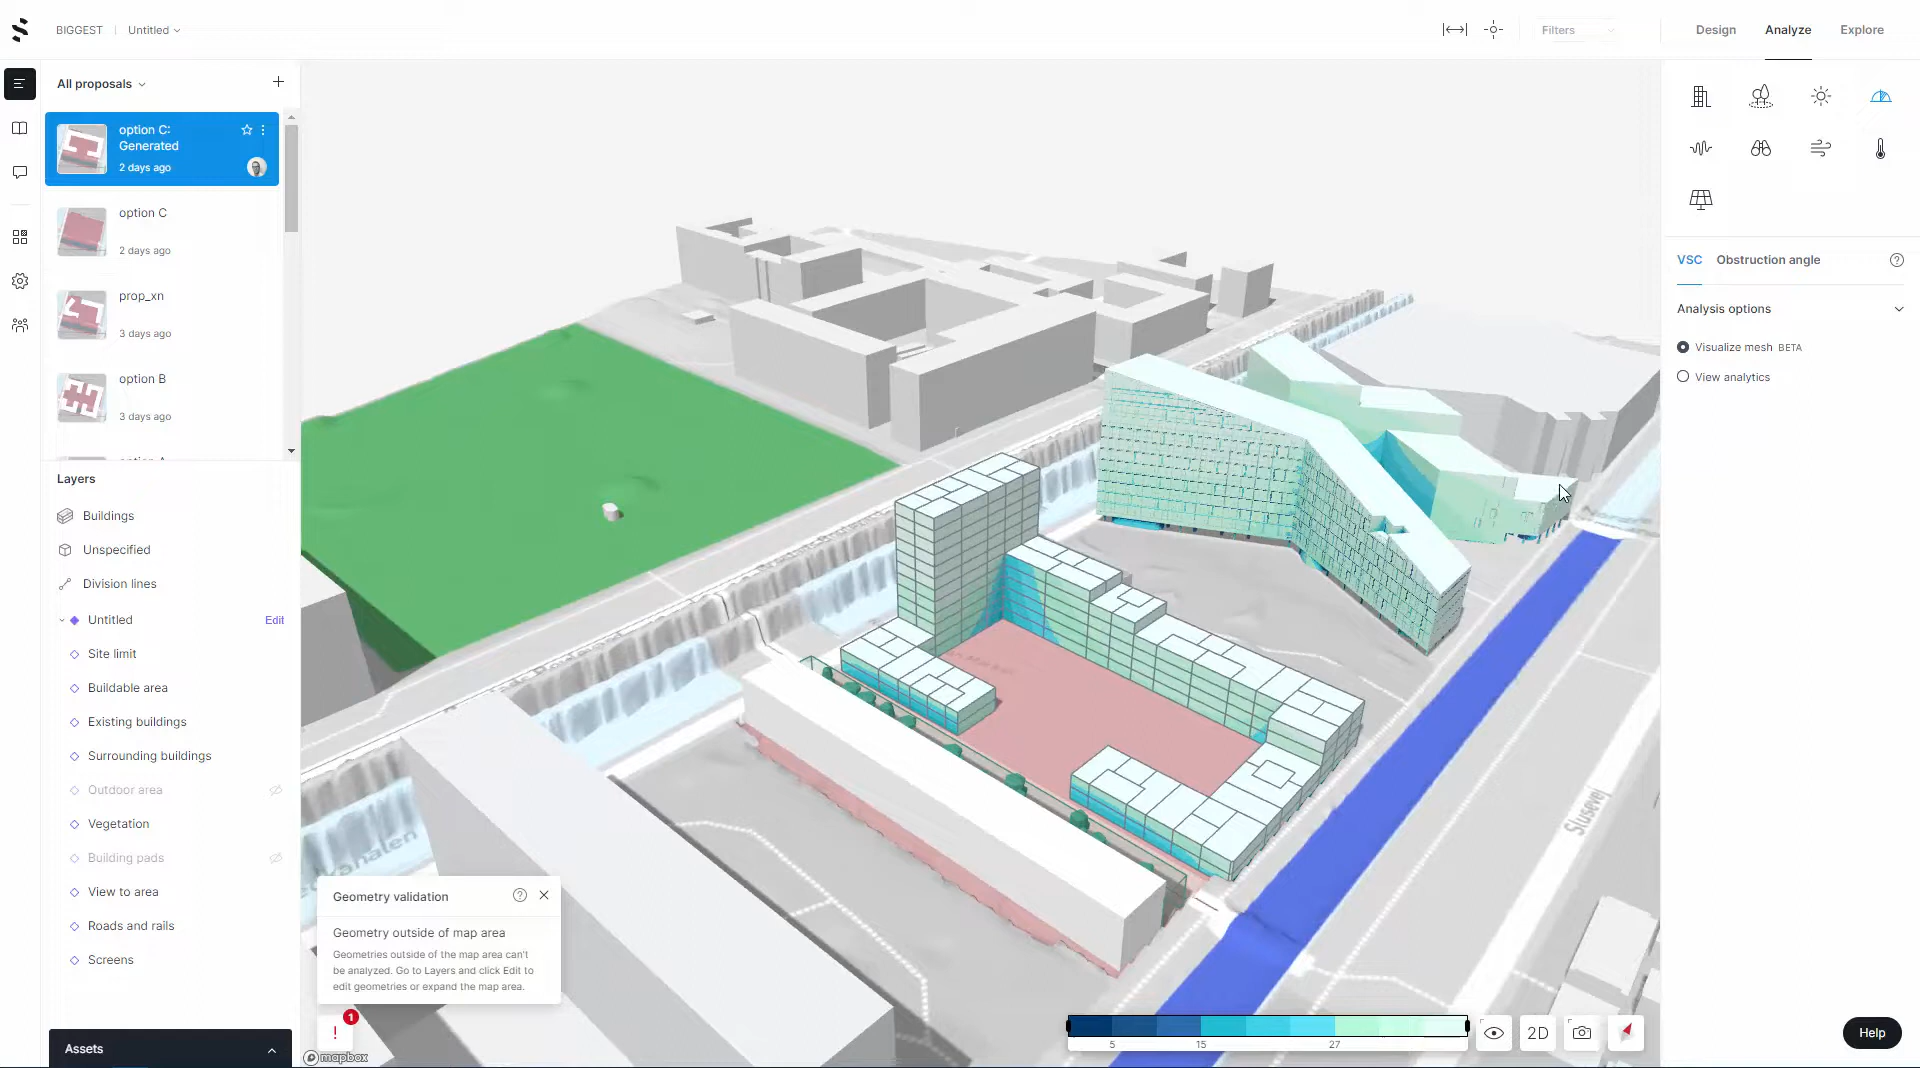 BIGGEST
Untitled
Filters
Design
Analyze
Explore
All proposals
option C:
Generated
2 days ago
option C
2 days ago
prop_xn
3 days ago
option B
3 days ago
Layers
Buildings
Unspecified
Division lines
Untitled
Edit
Site limit
Buildable area
Existing buildings
Surrounding buildings
Outdoor area
Vegetation
Building pads
View to area
Roads and rails
Screens
Assets
VSC
Obstruction angle
Analysis options
Visualize mesh BETA
View analytics
Slusevej
Geometry validation
Geometry outside of map area
Geometries outside of the map area can't
be analyzed. Go to Layers and click Edit to
edit geometries or expand the map area.
1
mapbox
5
15
27
2D
Help